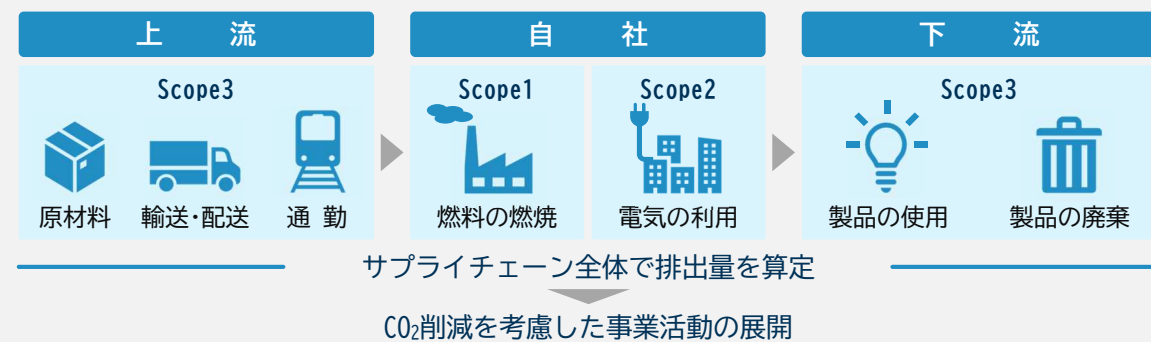 上 流
自 社
下 流
Scope3
Scope1
Scope2
Scope3
原材料
輸送・配送
通 勤
燃料の燃焼
電気の利用
製品の使用
製品の廃棄
サプライチェーン全体で排出量を算定
CO₂削減を考慮した事業活動の展開